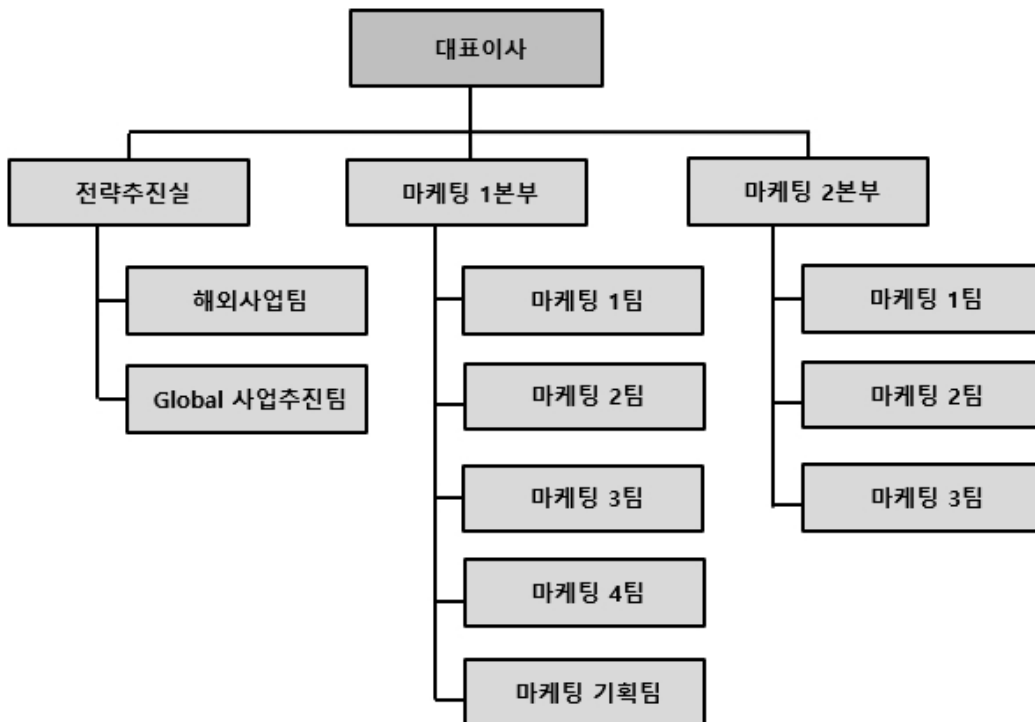 대표이사
전략추진실
마케팅 1본부
마케팅 2본부
해외사업팀
Global 사업추진팀
마케팅 1팀
마케팅 2팀
마케팅 3팀
마케팅 4팀
마케팅 기획팀
마케팅 1팀
마케팅 2팀
마케팅 3팀